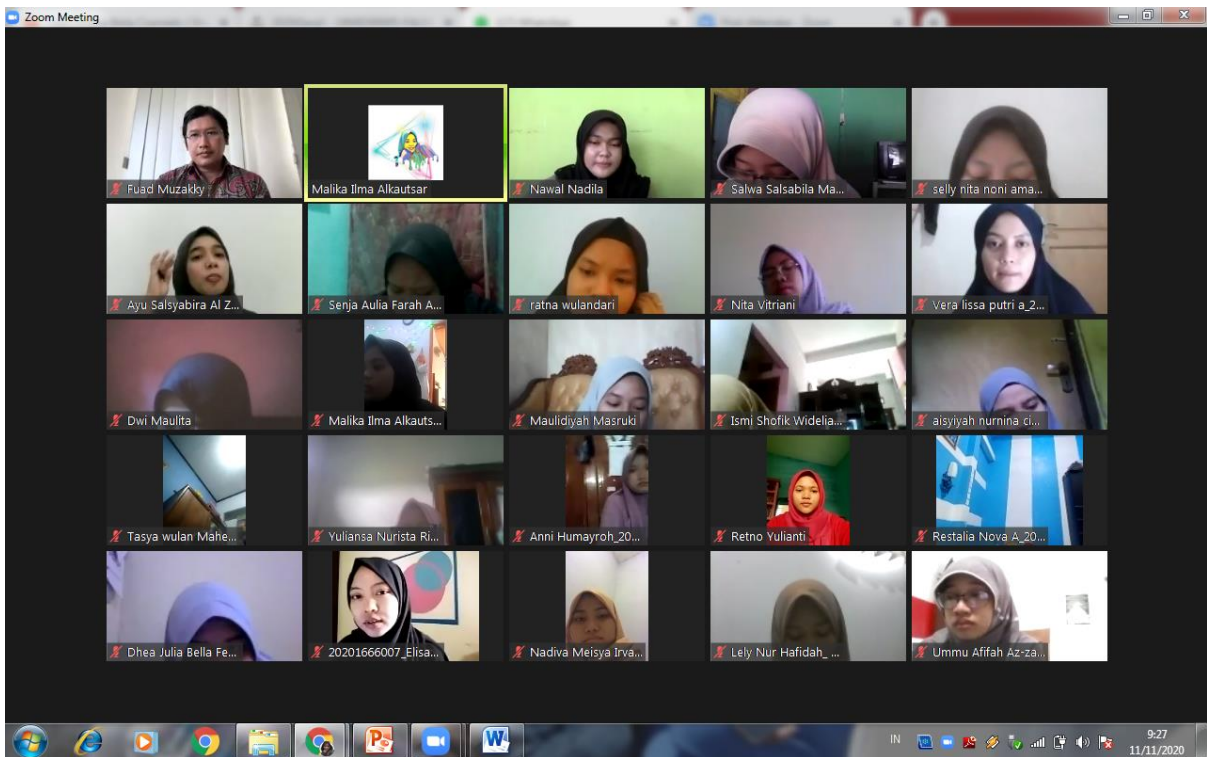 Zoom Meeting
Fuad Muzakky
Malika Ilma Alkautsar
Nawal Nadila
Salwa Salsabila Ma...
selly nita noni ama...
Ayu Salsyabira Al Z...
Senja Aulia Farah A...
ratna wulandari
Nita Vitriani
Vera lissa putri a_2...
Dwi Maulita
Malika Ilma Alkauts...
Maulidiyah Masruki
Ismi Shofik Widelia...
aisyiyah nurnina ci...
Tasya wulan Mahe...
Yuliansa Nurista Ri...
Anni Humayroh_20...
Retno Yulianti
Restalia Nova A_20...
Dhea Julia Bella Fe...
20201666007_Elisa...
Nadiva Meisya Irva...
Lely Nur Hafidah_ ...
Ummu Afifah Az-za...
IN
9:27
11/11/2020